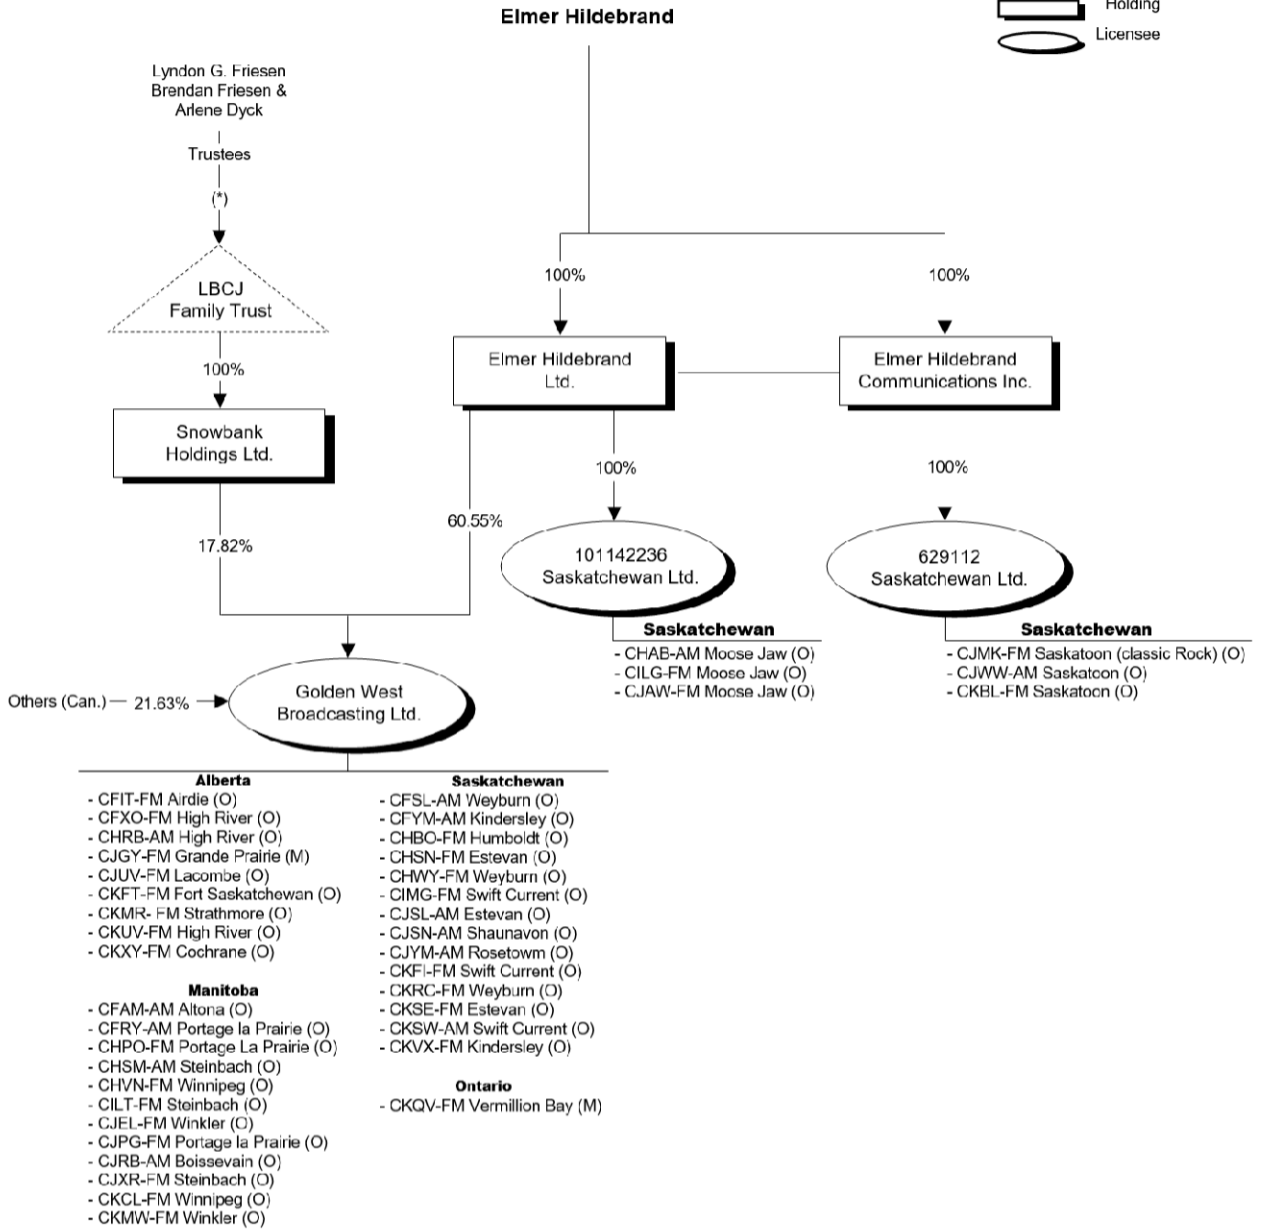 Elmer Hildebrand
Holding
Licensee
Lyndon G. Friesen
Brendan Friesen &
Arlene Dyck
Trustees
(*)
LBCJ
Family Trust
100%
100%
100%
Elmer Hildebrand
Ltd.
Elmer Hildebrand
Communications Inc.
Snowbank
Holdings Ltd.
100%
100%
60.55%
17.82%
101142236
Saskatchewan Ltd.
629112
Saskatchewan Ltd.
Saskatchewan
- CHAB-AM Moose Jaw (O)
- CILG-FM Moose Jaw (O)
- CJAW-FM Moose Jaw (O)
Saskatchewan
- CJMK-FM Saskatoon (classic Rock) (O)
- CJWW-AM Saskatoon (O)
- CKBL-FM Saskatoon (O)
Others (Can.) 21.63%
Golden West
Broadcasting Ltd.
Alberta
- CFIT-FM Airdie (O)
- CFXO-FM High River (O)
- CHRB-AM High River (O)
- CJGY-FM Grande Prairie (M)
- CJUV-FM Lacombe (O)
- CKFT-FM Fort Saskatchewan (O)
- CKMR- FM Strathmore (O)
- CKUV-FM High River (O)
- CKXY-FM Cochrane (O)
Manitoba
- CFAM-AM Altona (O)
- CFRY-AM Portage la Prairie (O)
- CHPO-FM Portage La Prairie (O)
- CHSM-AM Steinbach (O)
- CHVN-FM Winnipeg (O)
- CILT-FM Steinbach (O)
- CJEL-FM Winkler (O)
- CJPG-FM Portage la Prairie (O)
- CJRB-AM Boissevain (O)
- CJXR-FM Steinbach (O)
- CKCL-FM Winnipeg (O)
- CKMW-FM Winkler (O)
Saskatchewan
- CFSL-AM Weyburn (O)
- CFYM-AM Kindersley (O)
- CHBO-FM Humboldt (O)
- CHSN-FM Estevan (O)
- CHWY-FM Weyburn (O)
- CIMG-FM Swift Current (O)
- CJSL-AM Estevan (O)
- CJSN-AM Shaunavon (O)
- CJYM-AM Rosetowm (O)
- CKFI-FM Swift Current (O)
- CKRC-FM Weyburn (O)
- CKSE-FM Estevan (O)
- CKSW-AM Swift Current (O)
- CKVX-FM Kindersley (O)
Ontario
- CKQV-FM Vermillion Bay (M)